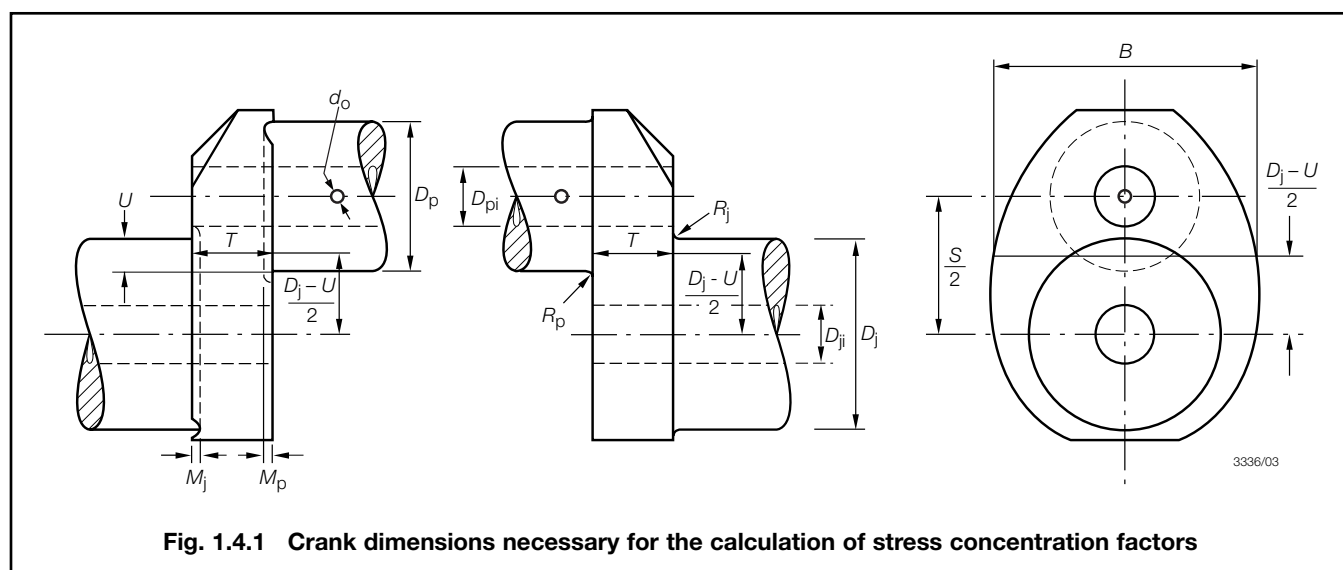 B
dₒ
U
T
Dₚ
Dⱼ – U
2
Mⱼ
Mₚ
Dₚᵢ
T
Rⱼ
Rₚ
Dⱼ - U
2
Dⱼᵢ
Dⱼ
S
2
Dⱼ – U
2
3336/03
Fig. 1.4.1 Crank dimensions necessary for the calculation of stress concentration factors